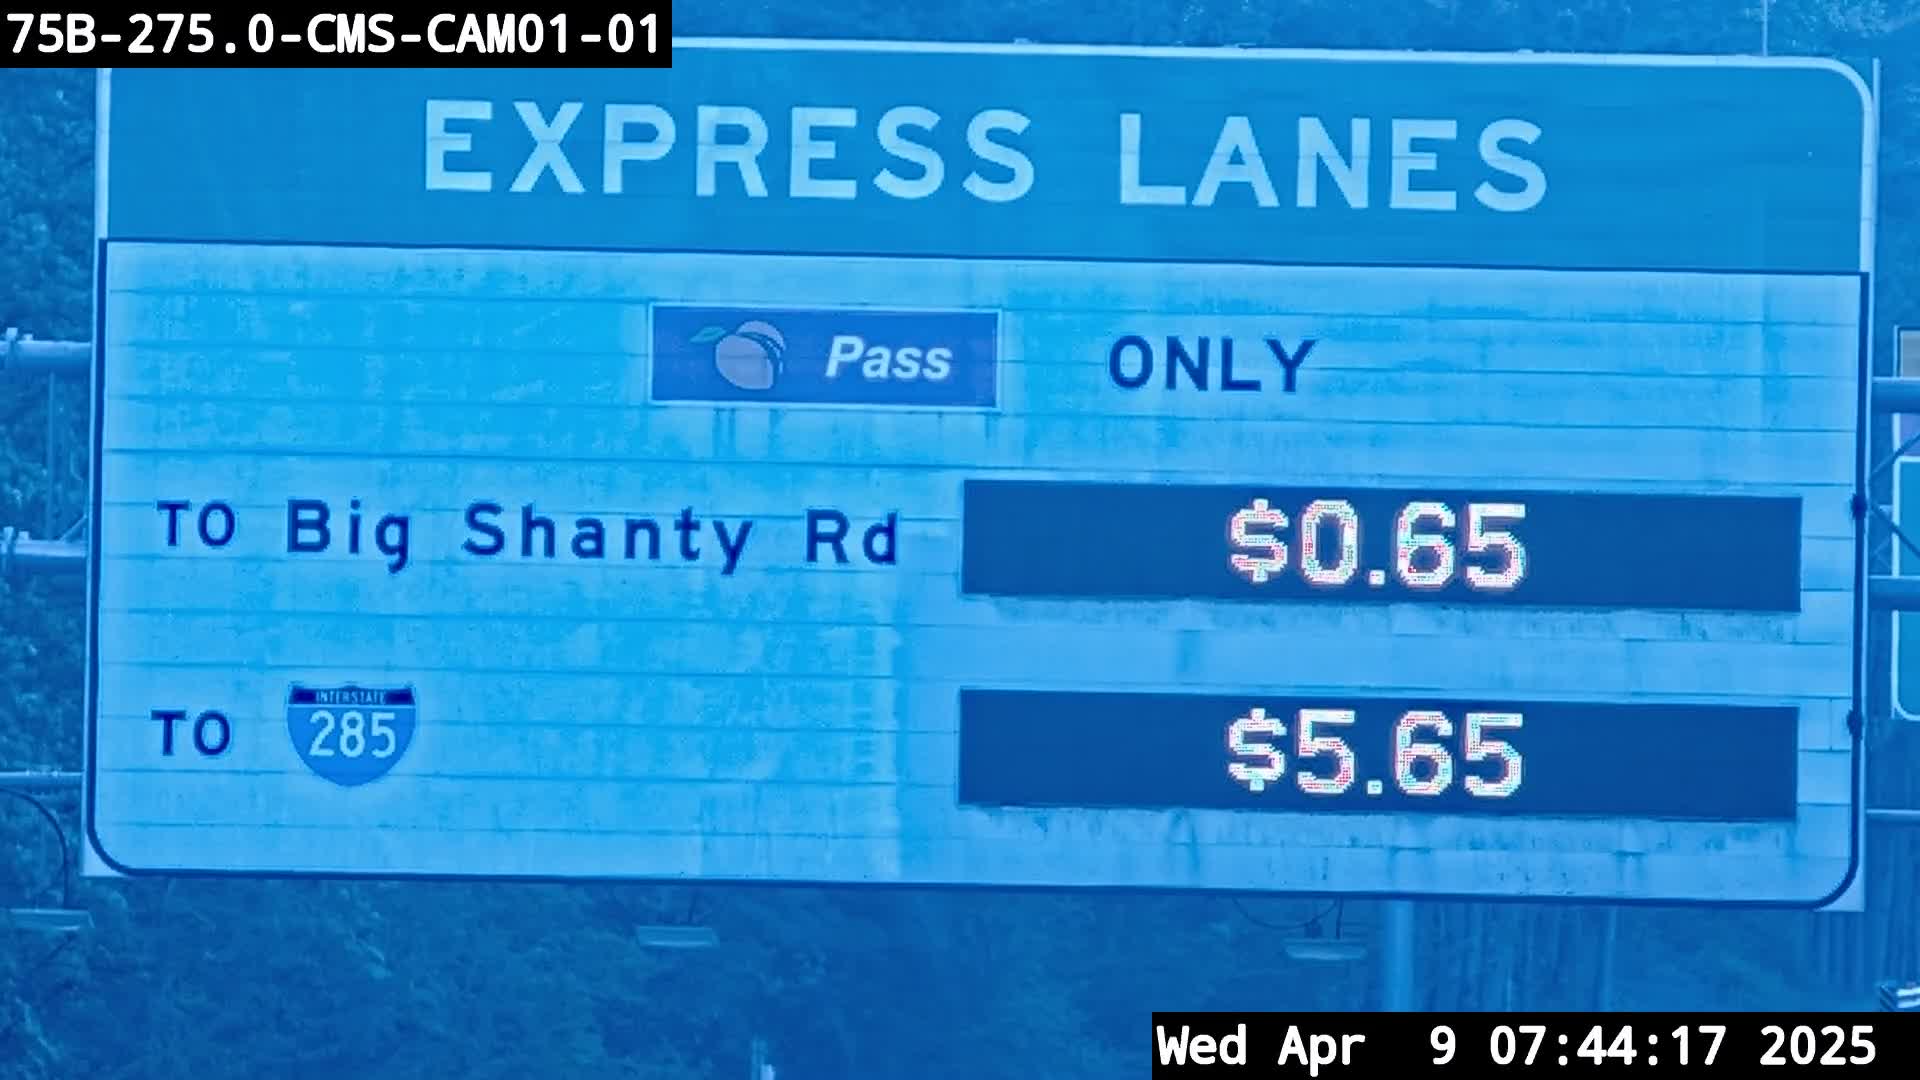 75B-275.0-CMS-CAM01-01
EXPRESS LANES
Pass ONLY
TO Big Shanty Rd $0.65
INTERSTATE
TO 285 $5.65
Wed Apr 9 07:44:17 2025